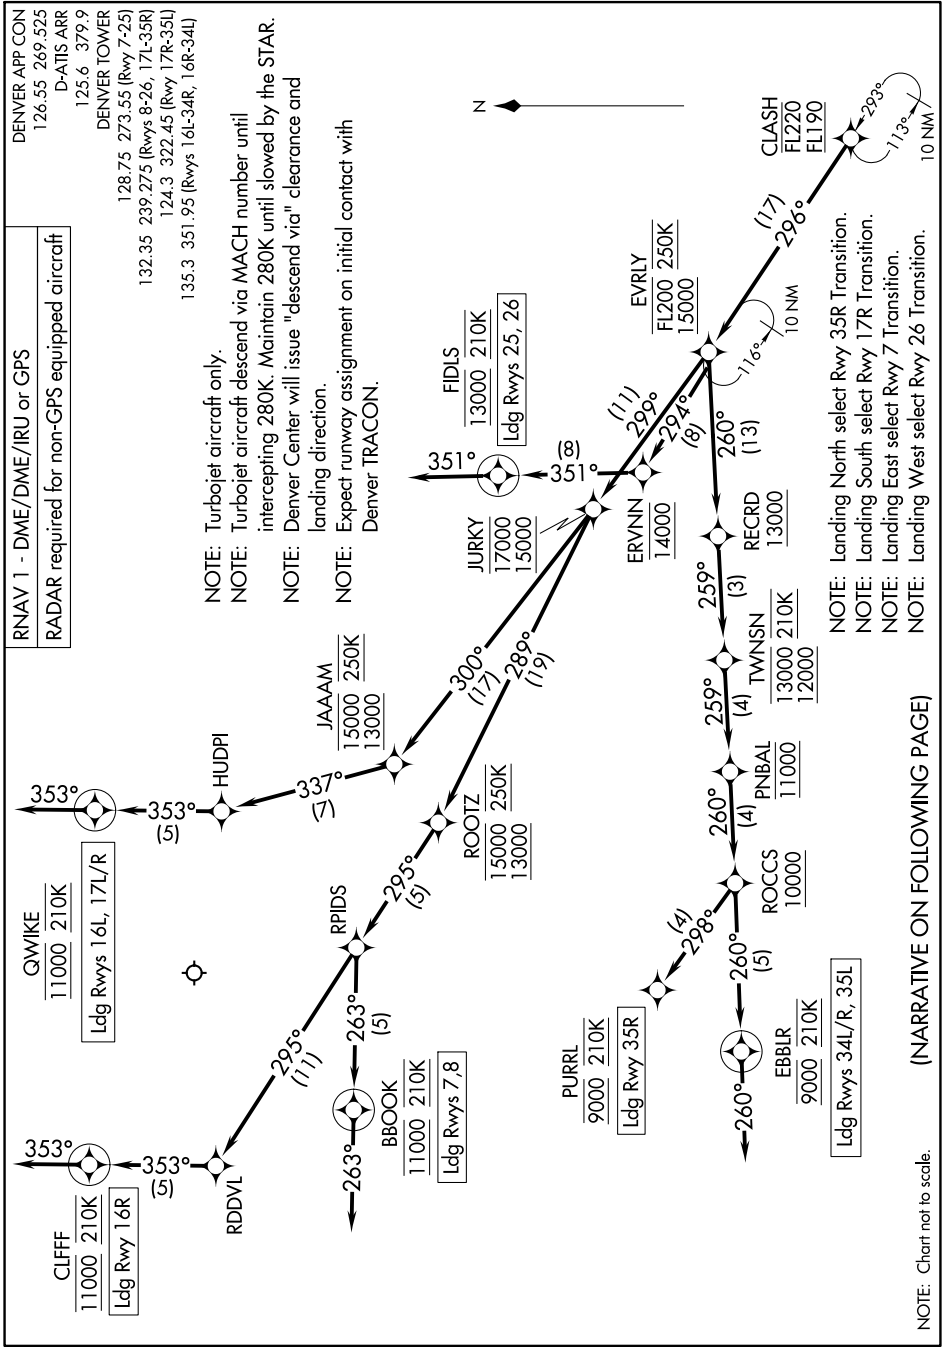 RNAV 1 - DME/DME/IRU or GPS
RADAR required for non-GPS equipped aircraft
DENVER APP CON
126.55 269.525
D-ATIS ARR
125.6 379.9
DENVER TOWER
128.75 273.55 (Rwy 7-25)
132.35 239.275 (Rwys 8-26, 17L-35R)
124.3 322.45 (Rwy 17R-35L)
135.3 351.95 (Rwys 16L-34R, 16R-34L)
NOTE: Turbojet aircraft only.
NOTE: Turbojet aircraft descend via MACH number until
intercepting 280K. Maintain 280K until slowed by the STAR.
NOTE: Denver Center will issue "descend via" clearance and
landing direction.
NOTE: Expect runway assignment on initial contact with
Denver TRACON.
N
CLFFF
11000 210K
Ldg Rwy 16R
353°
353°
(5)
RDDVL
295°
(11)
QWIKE
11000 210K
Ldg Rwys 16L, 17L/R
353°
353°
(5)
HUDPI
337°
(7)
JAAAM
15000 250K
13000
300°
(17)
BBOOK
11000 210K
Ldg Rwys 7,8
263°
263°
(5)
RPIDS
295°
(5)
ROOTZ
15000 250K
13000
289°
(19)
JURKY
17000
15000
FIDLS
13000 210K
Ldg Rwys 25, 26
351°
351°
(8)
ERVNN
14000
(11)
299°
294°
(8)
EVRLY
FL200 250K
15000
116°
10 NM
(17)
296°
CLASH
FL220
FL190
293°
113°
10 NM
260°
(13)
RECRD
13000
259°
(3)
TWNSN
13000 210K
12000
259°
(4)
PNBAL
11000
260°
(4)
ROCCS
10000
(4)
298°
PURRL
9000 210K
Ldg Rwy 35R
260°
(5)
EBBLR
9000 210K
Ldg Rwys 34L/R, 35L
260°
NOTE: Landing North select Rwy 35R Transition.
NOTE: Landing South select Rwy 17R Transition.
NOTE: Landing East select Rwy 7 Transition.
NOTE: Landing West select Rwy 26 Transition.
(NARRATIVE ON FOLLOWING PAGE)
NOTE: Chart not to scale.